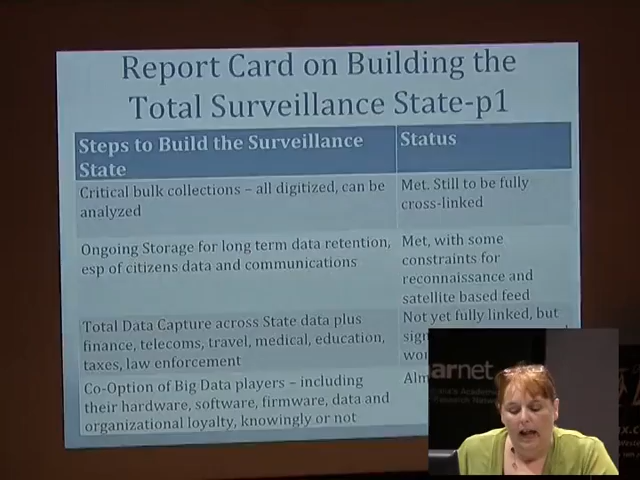 Report Card on Building the
Total Surveillance State-p1
Steps to Build the Surveillance
State
Status
Critical bulk collections – all digitized, can be
analyzed
Met. Still to be fully
cross-linked
Ongoing Storage for long term data retention,
esp of citizens data and communications
Met, with some
constraints for
reconnaissance and
satellite based feed
Total Data Capture across State data plus
finance, telecoms, travel, medical, education,
taxes, law enforcement
Not yet fully linked, but
Co-Option of Big Data players – including
their hardware, software, firmware, data and
organizational loyalty, knowingly or not
arnet